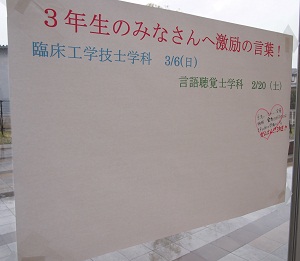 3年生のみなさんへ激励の言葉！
臨床工学技士学科 3/6(日)
言語聴覚士学科 2/20（土）